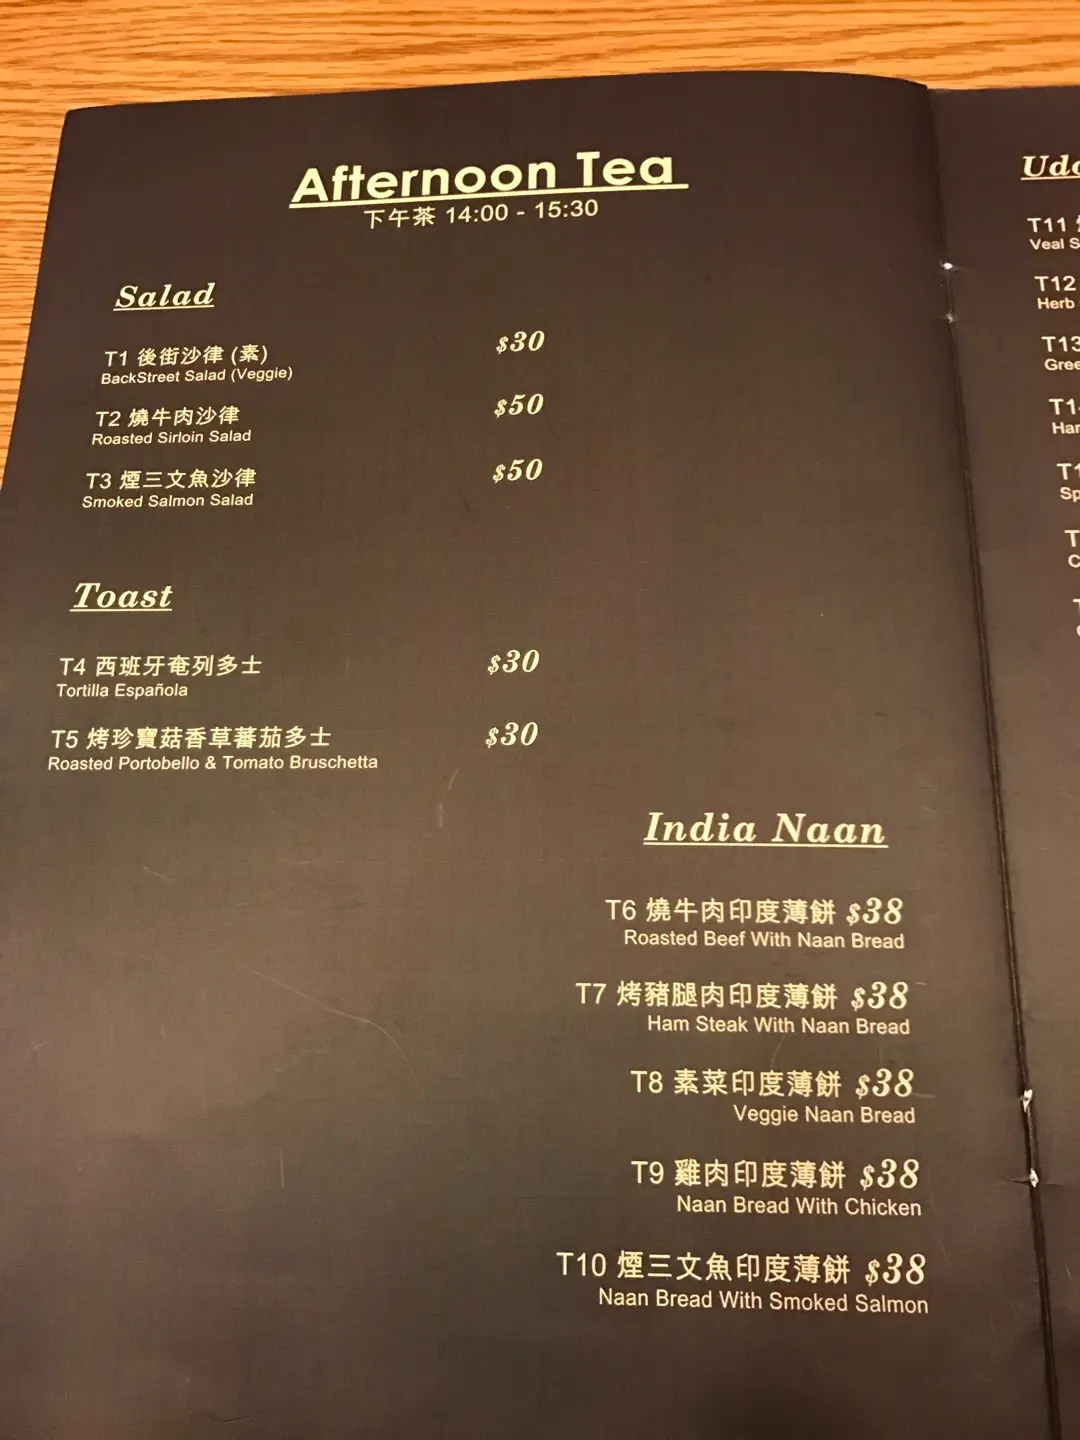 Afternoon Tea
下午茶 14:00 - 15:30
Salad
T1 後街沙律 (素) $30
BackStreet Salad (Veggie)
T2 燒牛肉沙律 $50
Roasted Sirloin Salad
T3 煙三文魚沙律 $50
Smoked Salmon Salad
Toast
T4 西班牙奄列多士 $30
Tortilla Española
T5 烤珍寶菇香草蕃茄多士 $30
Roasted Portobello & Tomato Bruschetta
India Naan
T6 燒牛肉印度薄餅 $38
Roasted Beef With Naan Bread
T7 烤豬腿肉印度薄餅 $38
Ham Steak With Naan Bread
T8 素菜印度薄餅 $38
Veggie Naan Bread
T9 雞肉印度薄餅 $38
Naan Bread With Chicken
T10 煙三文魚印度薄餅 $38
Naan Bread With Smoked Salmon
T11
Veal
T12
Herb
T13